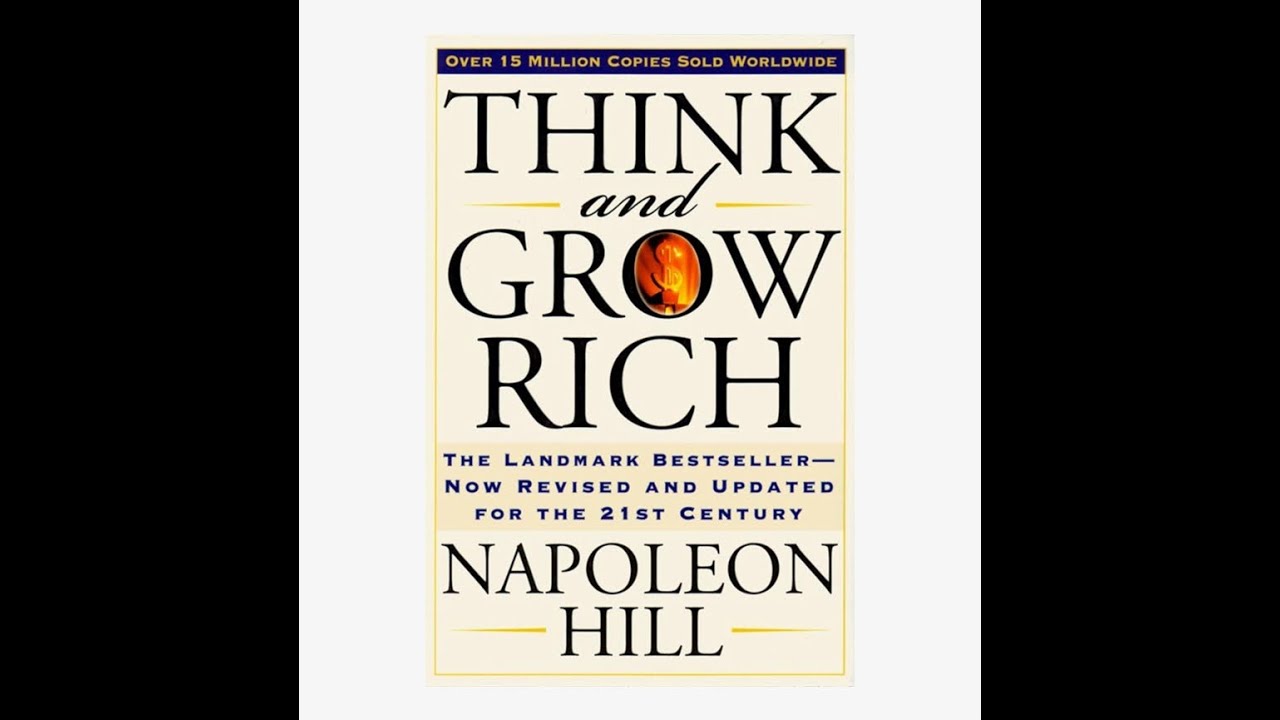 OVER 15 MILLION COPIES SOLD WORLDWIDE
THINK
and
GROW
RICH
THE LANDMARK BESTSELLER—
NOW REVISED AND UPDATED
FOR THE 21ST CENTURY
NAPOLEON
HILL